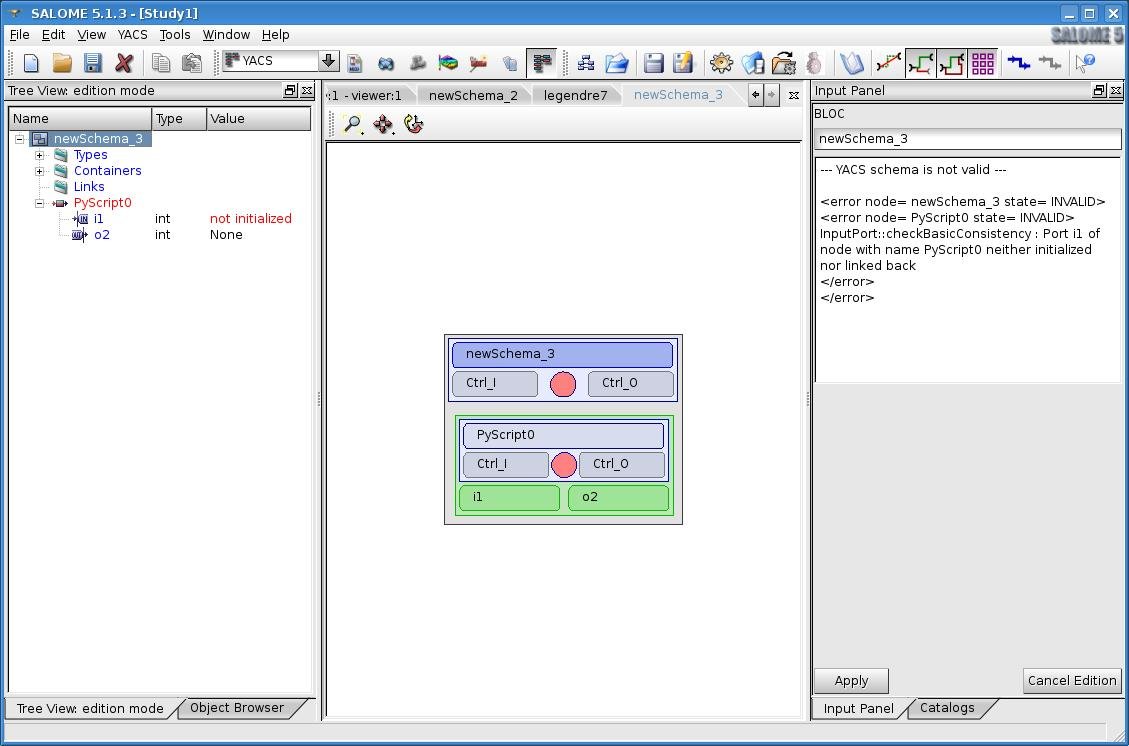 SALOME 5.1.3 - [Study1]
File Edit View YACS Tools Window Help
SALOME 5
YACS
Tree View: edition mode
Name Type Value
newSchema_3
Types
Containers
Links
PyScript0
i1 int not initialized
o2 int None
Tree View: edition mode Object Browser
:1 - viewer:1 newSchema_2 legendre7 newSchema_3
newSchema_3
Ctrl_I Ctrl_O
PyScript0
Ctrl_I Ctrl_O
i1 o2
Input Panel
BLOC
newSchema_3
--- YACS schema is not valid ---
<error node= newSchema_3 state= INVALID>
<error node= PyScript0 state= INVALID>
InputPort::checkBasicConsistency : Port i1 of
node with name PyScript0 neither initialized
nor linked back
</error>
</error>
Apply Cancel Edition
Input Panel Catalogs